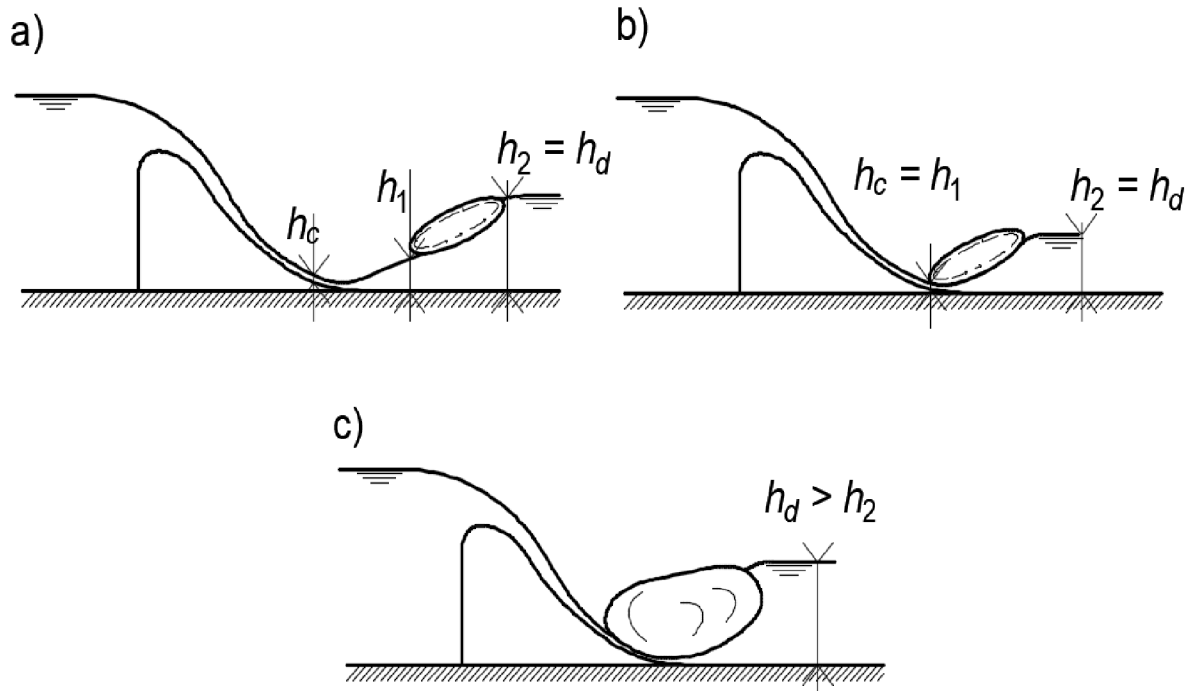 a)
h_c
h_1
h_2 = h_d
b)
h_c = h_1
h_2 = h_d
c)
h_d > h_2